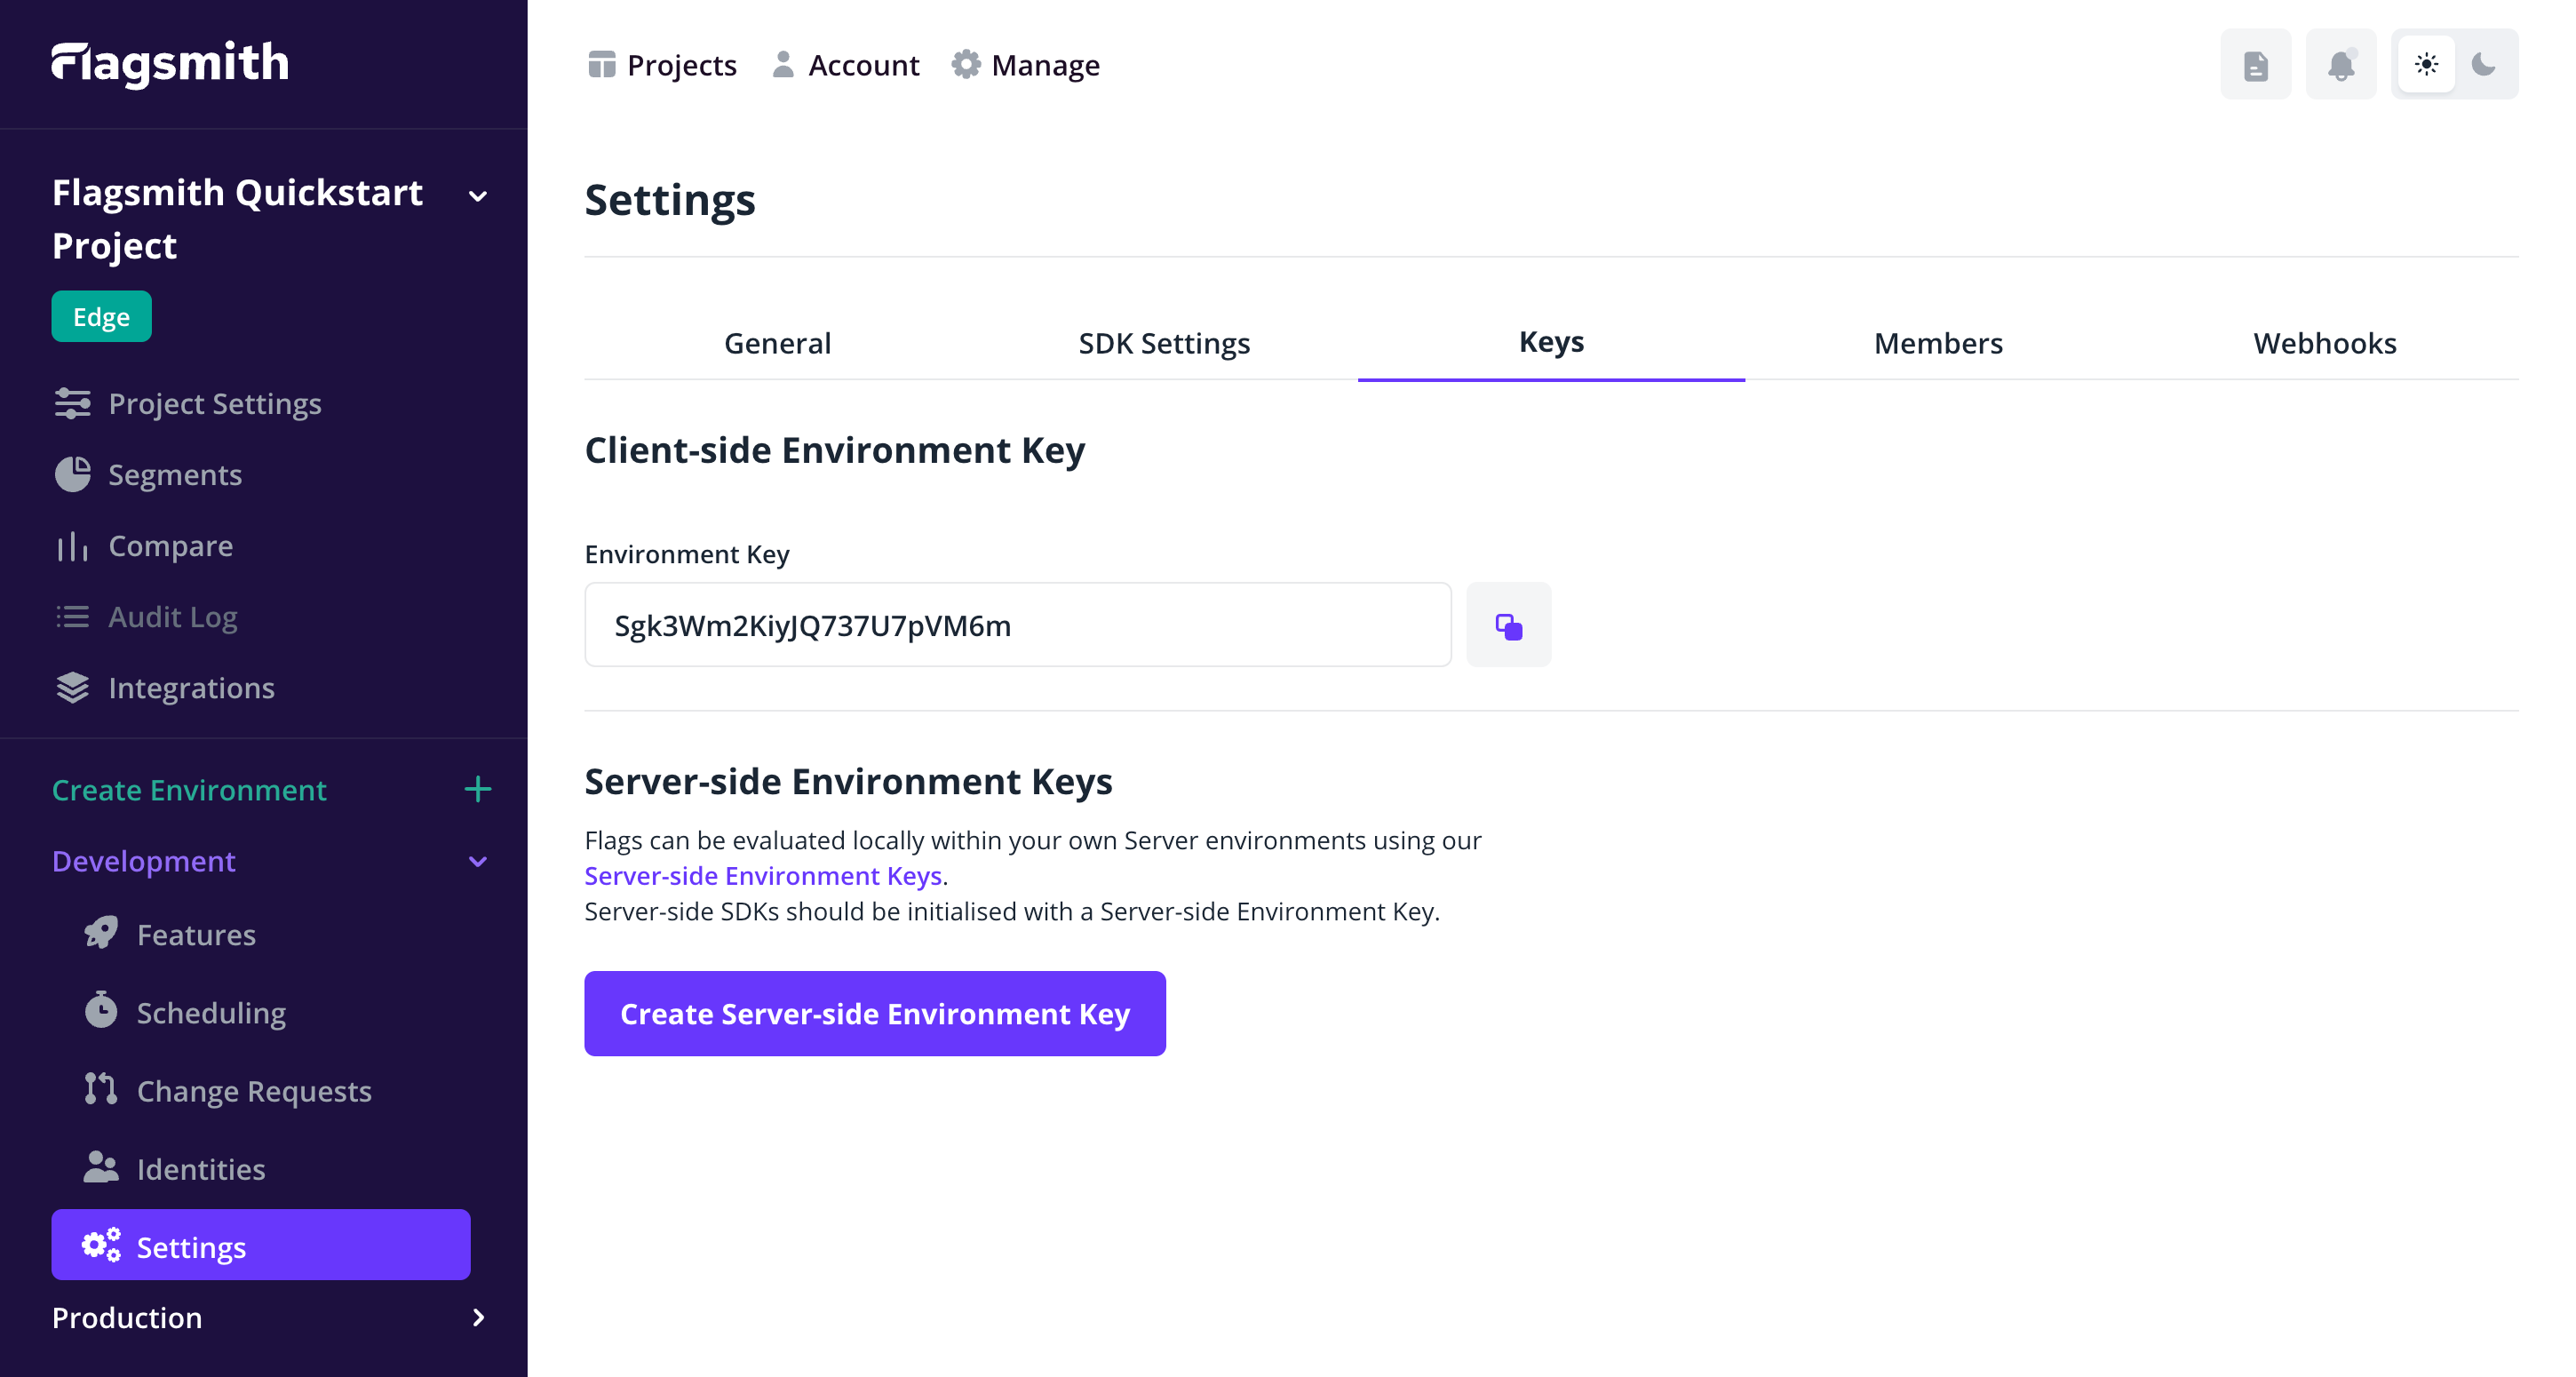 Flagsmith
Flagsmith Quickstart
Project
Edge
Project Settings
Segments
Compare
Audit Log
Integrations
Create Environment
Development
Features
Scheduling
Change Requests
Identities
Settings
Production
Projects Account Manage
Settings
General SDK Settings Keys Members Webhooks
Client-side Environment Key
Environment Key
Sgk3Wm2KiyJQ737U7pVM6m
Server-side Environment Keys
Flags can be evaluated locally within your own Server environments using our
Server-side Environment Keys.
Server-side SDKs should be initialised with a Server-side Environment Key.
Create Server-side Environment Key